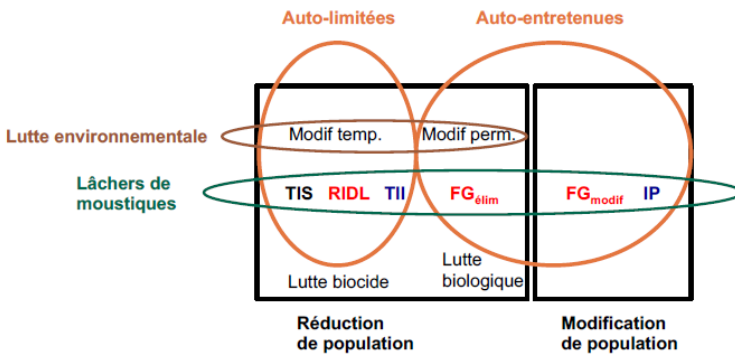 Auto-limitées
Auto-entretenues
Lutte environnementale
Modif temp.
Modif perm.
Lâchers de
moustiques
TIS RIDL TII FGélim FGmodif IP
Lutte biocide
Lutte
biologique
Réduction
de population
Modification
de population